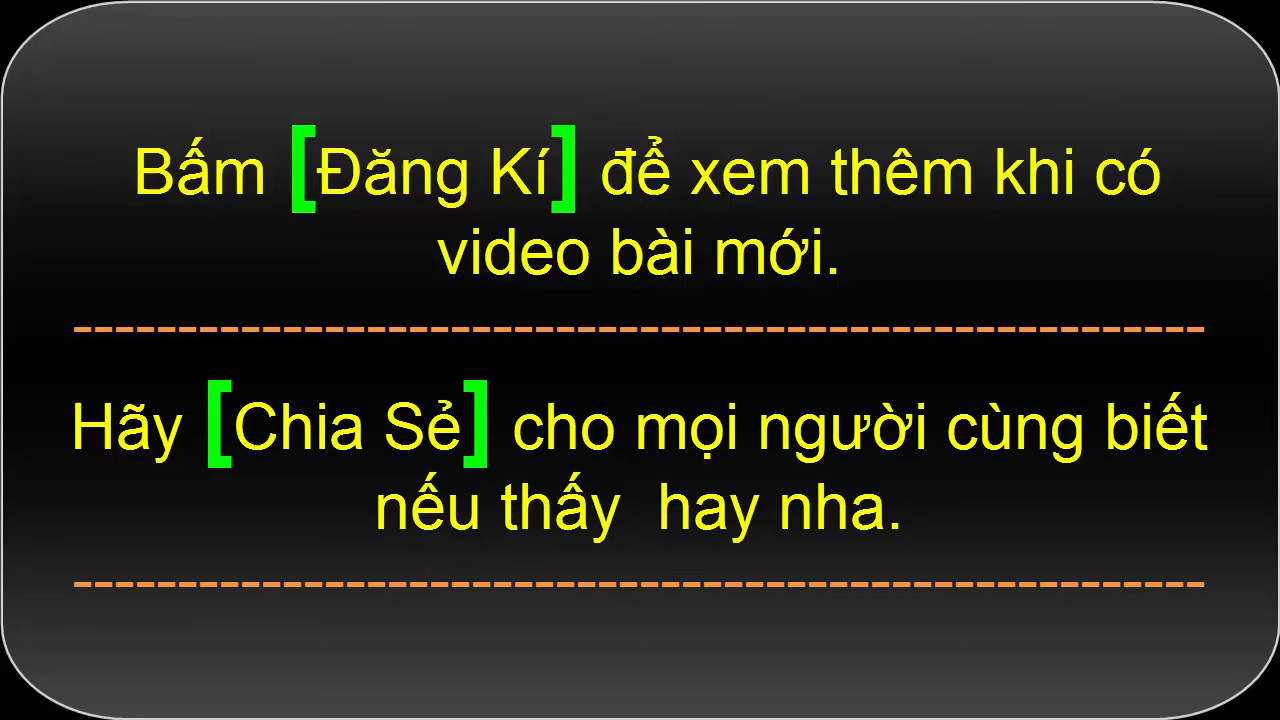 Bấm [Đăng Kí] để xem thêm khi có
video bài mới.
------------------------------------------------------
Hãy [Chia Sẻ] cho mọi người cùng biết
nếu thấy  hay nha.
------------------------------------------------------